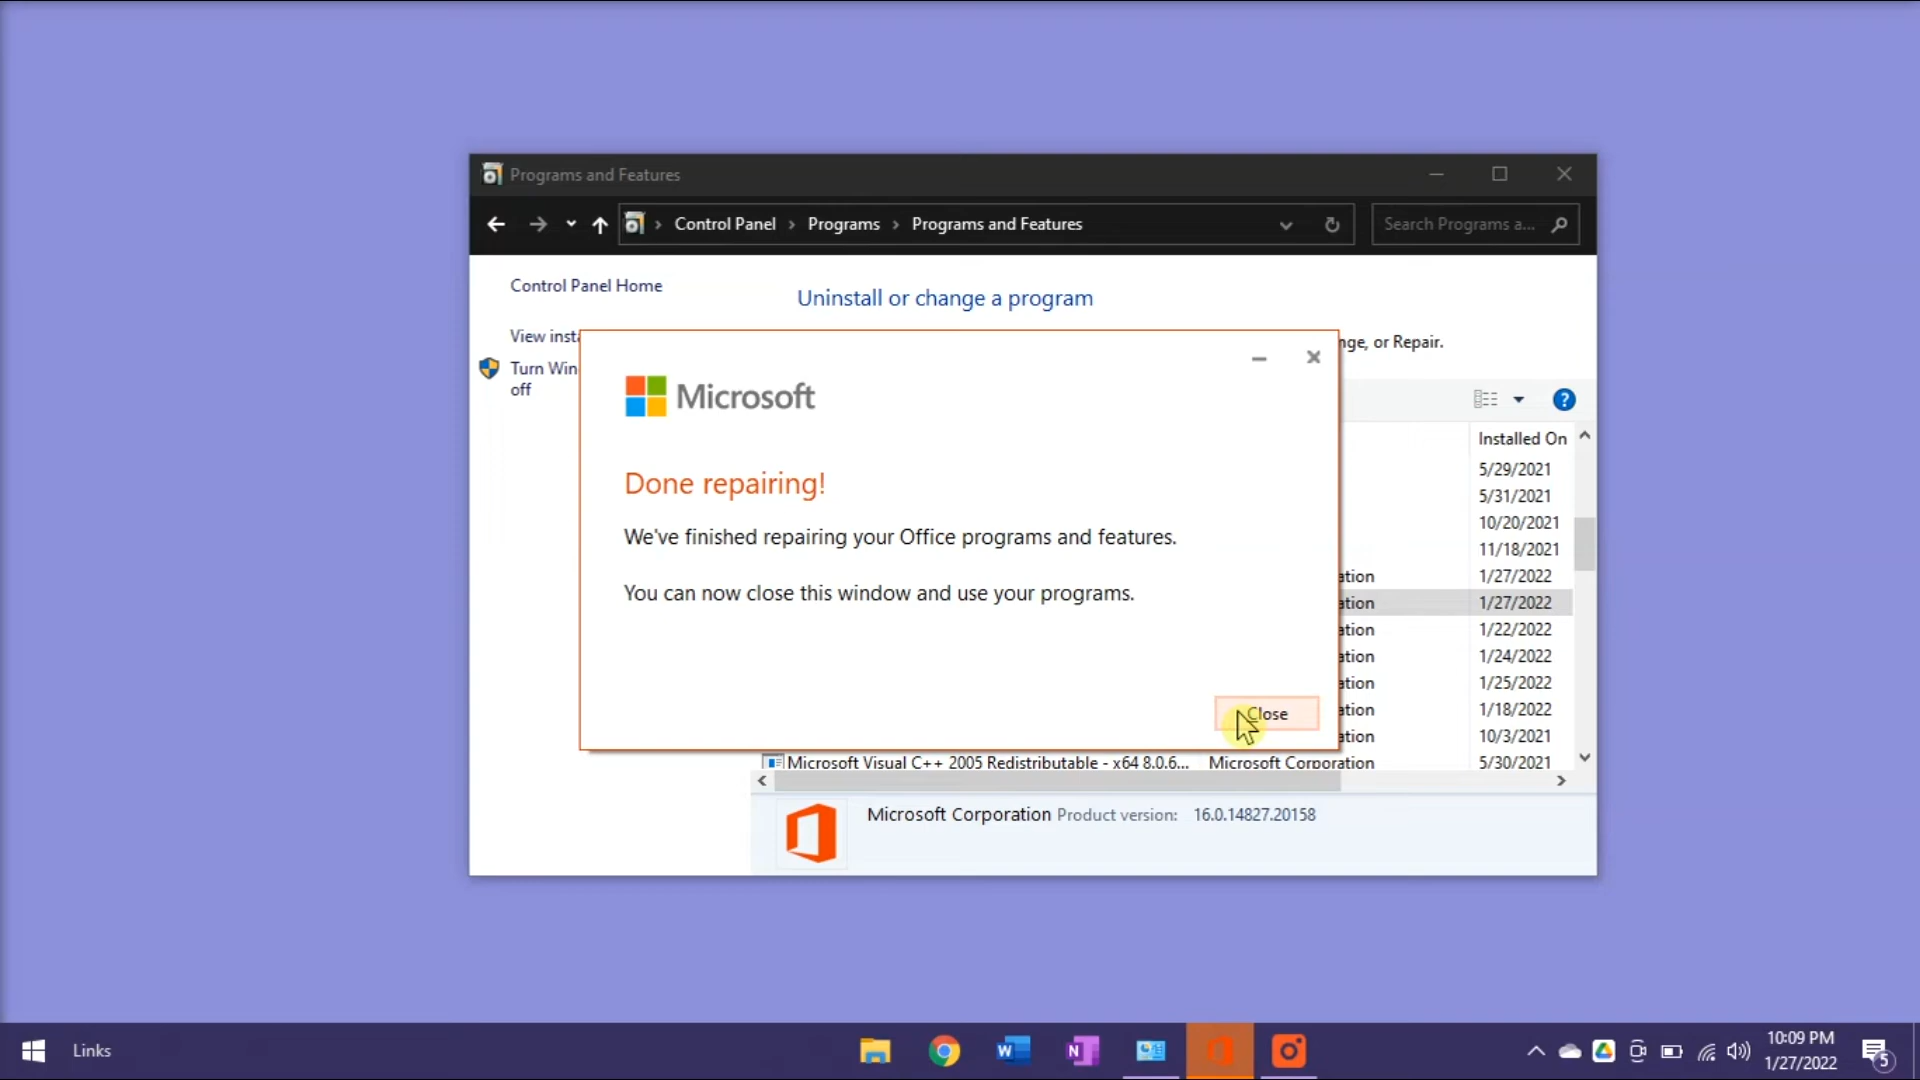 Programs and Features
Control Panel
Programs
Programs and Features
Search Programs a...
Control Panel Home
Uninstall or change a program
View insta
nge, or Repair.
Turn Win
off
Microsoft
Installed On
Done repairing!
5/29/2021
5/31/2021
We've finished repairing your Office programs and features.
10/20/2021
11/18/2021
ation 1/27/2022
You can now close this window and use your programs.
ation 1/27/2022
ation 1/22/2022
ation 1/24/2022
ation 1/25/2022
Close
ation 1/18/2022
ation 10/3/2021
Microsoft Visual C++ 2005 Redistributable - x64 8.0.6... Microsoft Corporation 5/30/2021
Microsoft Corporation Product version: 16.0.14827.20158
Links
10:09 PM
1/27/2022
5